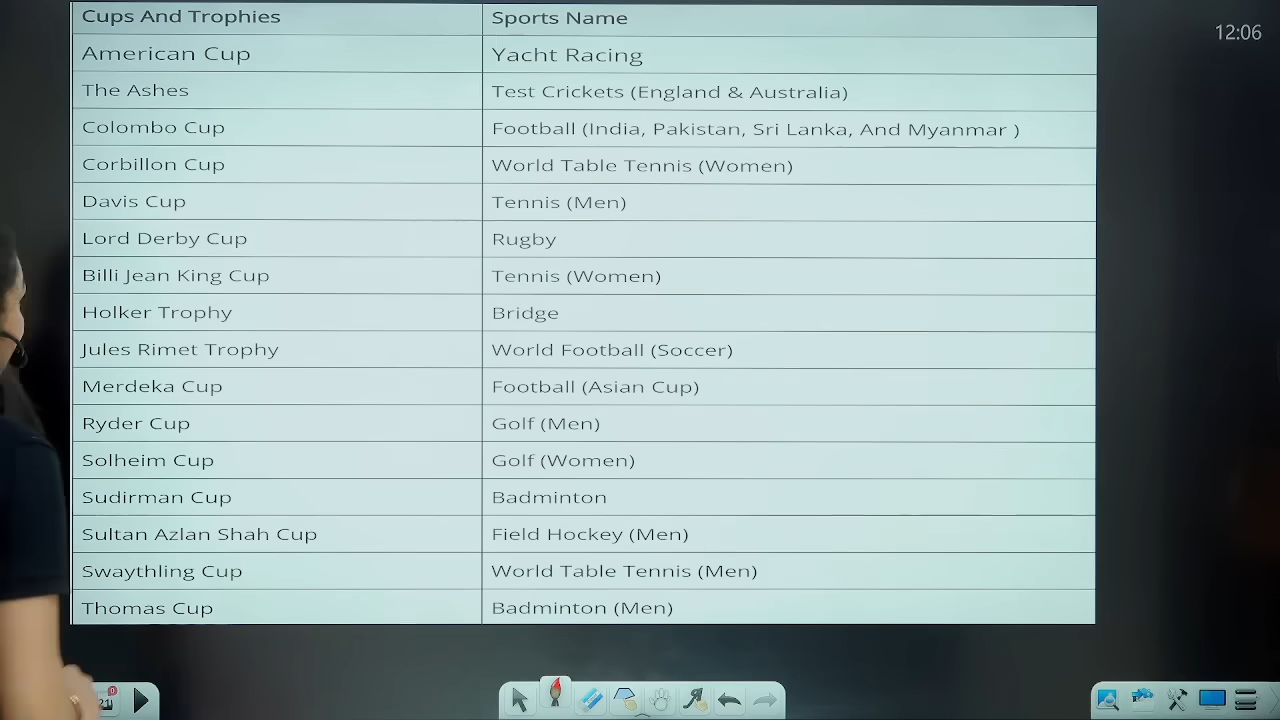 Cups And Trophies Sports Name
12:06
American Cup Yacht Racing
The Ashes Test Crickets (England & Australia)
Colombo Cup Football (India, Pakistan, Sri Lanka, And Myanmar )
Corbillon Cup World Table Tennis (Women)
Davis Cup Tennis (Men)
Lord Derby Cup Rugby
Billi Jean King Cup Tennis (Women)
Holker Trophy Bridge
Jules Rimet Trophy World Football (Soccer)
Merdeka Cup Football (Asian Cup)
Ryder Cup Golf (Men)
Solheim Cup Golf (Women)
Sudirman Cup Badminton
Sultan Azlan Shah Cup Field Hockey (Men)
Swaythling Cup World Table Tennis (Men)
Thomas Cup Badminton (Men)